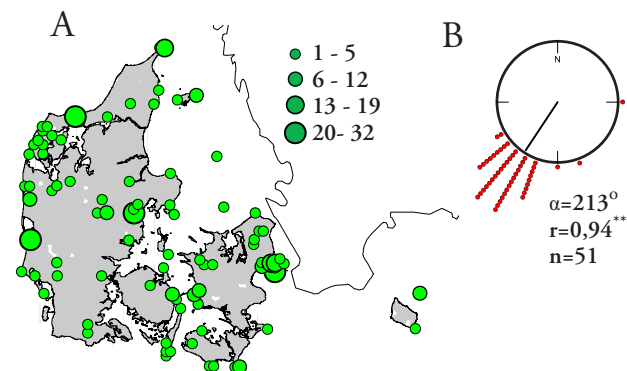 A
1 - 5
6 - 12
13 - 19
20- 32
B
N
α=213°
r=0,94**
n=51